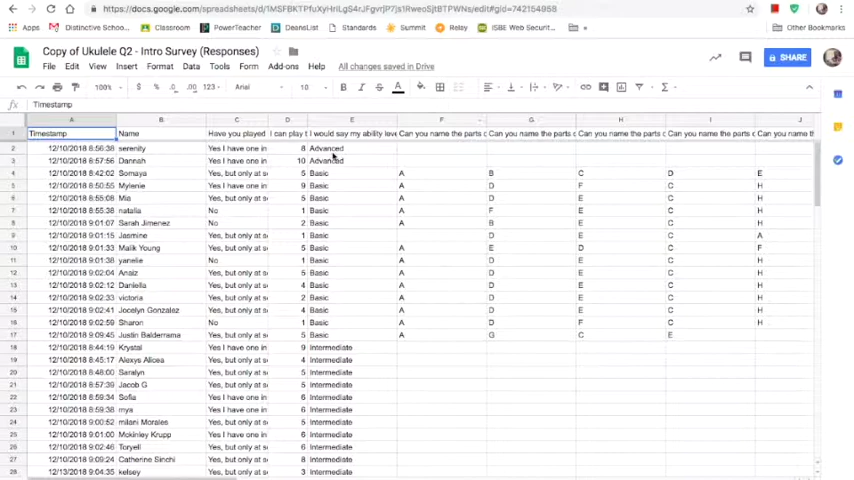 https://docs.google.com/spreadsheets/d/1MSFBKTPfuXyHriLgS4rJFgvrjP7js1RweoSjtBTPWNs/edit#gid=742154958
Apps M Distinctive Schoo... Classroom PowerTeacher DeansList Standards Summit Relay ISBE Web Securit... Other Bookmarks
Copy of Ukulele Q2 - Intro Survey (Responses)
File Edit View Insert Format Data Tools Form Add-ons Help All changes saved in Drive
SHARE
100% $ % .0 .00 123 Arial 10 B I S A
fx Timestamp
A B C D E F G H I J
1 Timestamp Name Have you played I can play t I would say my ability leve Can you name the parts o Can you name the parts o Can you name the parts o Can you name the parts o Can you name th
2 12/10/2018 8:56:38 serenity Yes I have one in 8 Advanced
3 12/10/2018 8:57:56 Dannah Yes I have one in 10 Advanced
4 12/10/2018 8:42:02 Somaya Yes, but only at s 5 Basic A B C D E
5 12/10/2018 8:50:55 Mylenie Yes I have one in 9 Basic A D F C H
6 12/10/2018 8:55:08 Mia Yes, but only at s 5 Basic A D E C H
7 12/10/2018 8:55:38 natalia No 1 Basic F E C H
8 12/10/2018 9:01:07 Sarah Jimenez No 2 Basic A B E C H
9 12/10/2018 9:01:15 Jasmine Yes, but only at s 1 Basic D E C A
10 12/10/2018 9:01:33 Malik Young Yes, but only at s 5 Basic A E D C F
11 12/10/2018 9:01:38 yanelie No 1 Basic A D E C H
12 12/10/2018 9:02:04 Anaiz Yes, but only at s 5 Basic A D E C H
13 12/10/2018 9:02:12 Daniella Yes, but only at s 4 Basic A D E C H
14 12/10/2018 9:02:33 victoria Yes, but only at s 2 Basic A D E C H
15 12/10/2018 9:02:41 Jocelyn Gonzalez Yes, but only at s 4 Basic A D E C H
16 12/10/2018 9:02:59 Sharon No 1 Basic A D F C H
17 12/10/2018 9:09:45 Justin Balderrama Yes, but only at s 5 Basic A G C E
18 12/10/2018 8:44:19 Krystal Yes I have one in 9 Intermediate
19 12/10/2018 8:45:17 Alexys Alicea Yes, but only at s 4 Intermediate
20 12/10/2018 8:48:00 Saralyn Yes, but only at s 5 Intermediate
21 12/10/2018 8:57:39 Jacob G Yes, but only at s 5 Intermediate
22 12/10/2018 8:59:34 Sofia Yes I have one in 6 Intermediate
23 12/10/2018 8:59:38 mya Yes I have one in 6 Intermediate
24 12/10/2018 9:00:52 milani Morales Yes, but only at s 5 Intermediate
25 12/10/2018 9:01:00 Mckinley Krupp Yes I have one in 6 Intermediate
26 12/10/2018 9:02:46 Toryell Yes, but only at s 6 Intermediate
27 12/10/2018 9:09:24 Catherine Sinchi Yes, but only at s 8 Intermediate
28 12/13/2018 9:04:35 kelsey Yes, but only at s 3 Intermediate